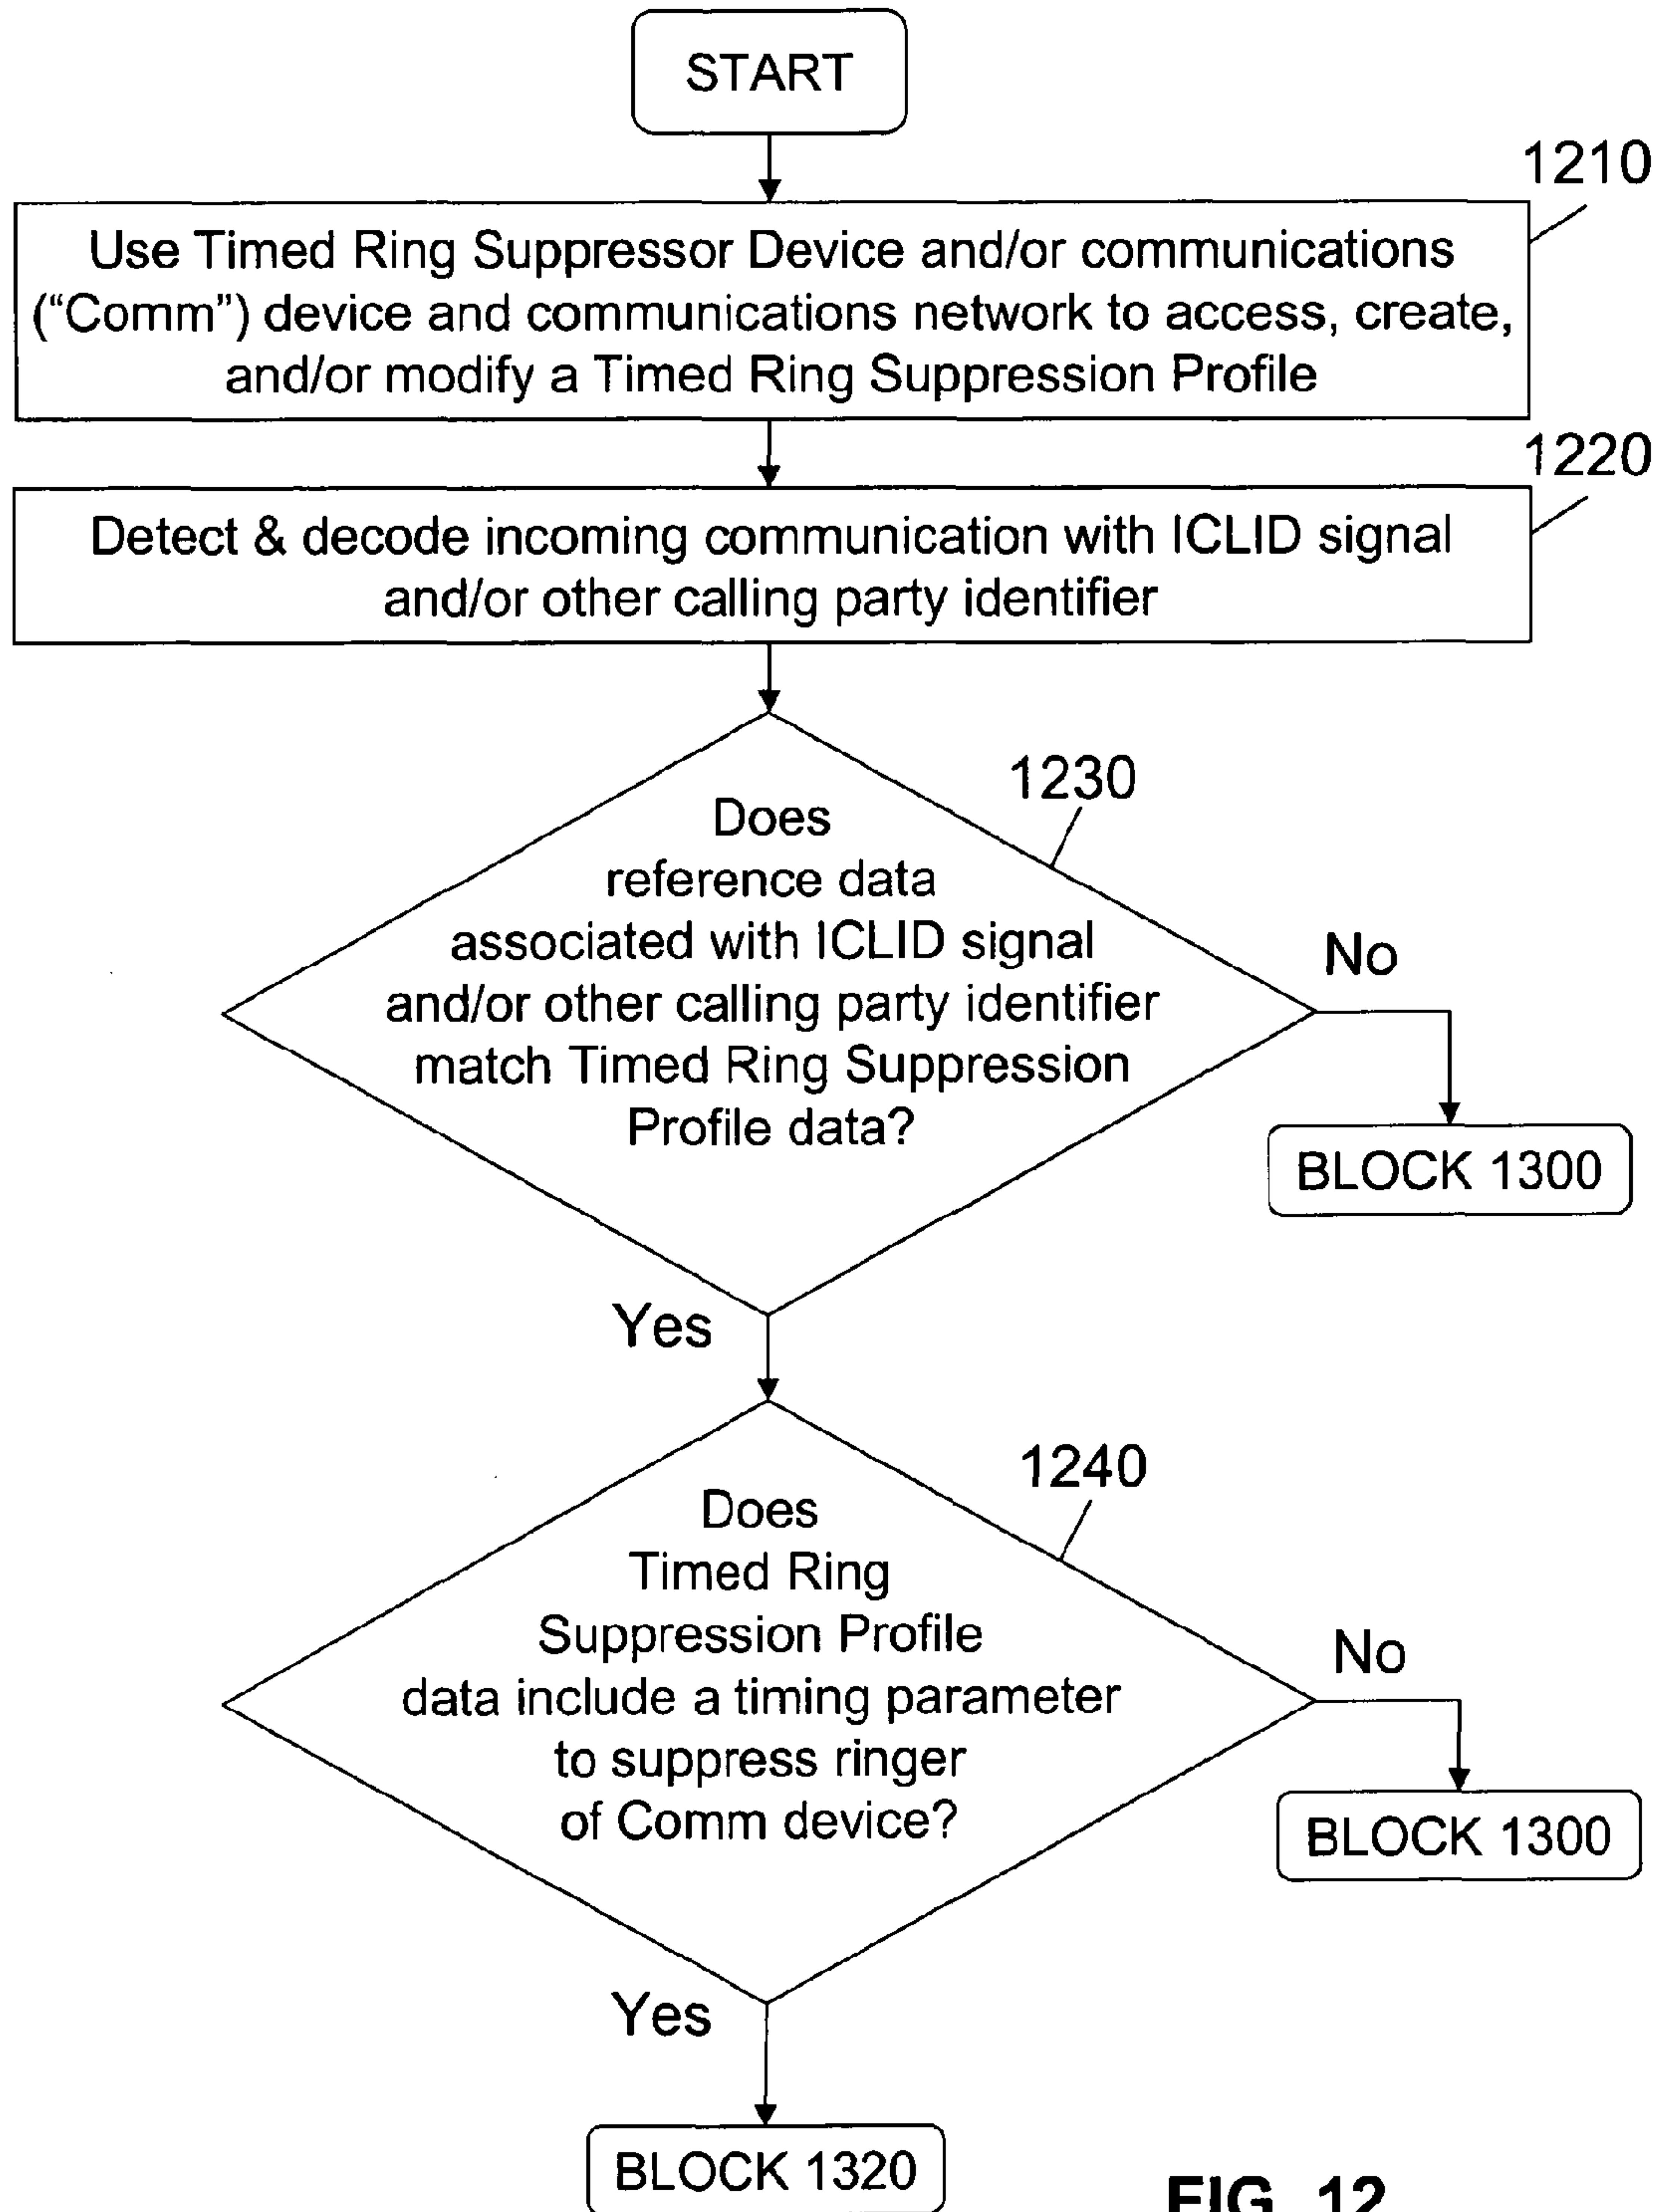 START
1210
Use Timed Ring Suppressor Device and/or communications
(“Comm”) device and communications network to access, create,
and/or modify a Timed Ring Suppression Profile
1220
Detect & decode incoming communication with ICLID signal
and/or other calling party identifier
1230
Does
reference data
associated with ICLID signal
and/or other calling party identifier
match Timed Ring Suppression
Profile data?
No
BLOCK 1300
Yes
1240
Does
Timed Ring
Suppression Profile
data include a timing parameter
to suppress ringer
of Comm device?
No
BLOCK 1300
Yes
BLOCK 1320
FIG. 12